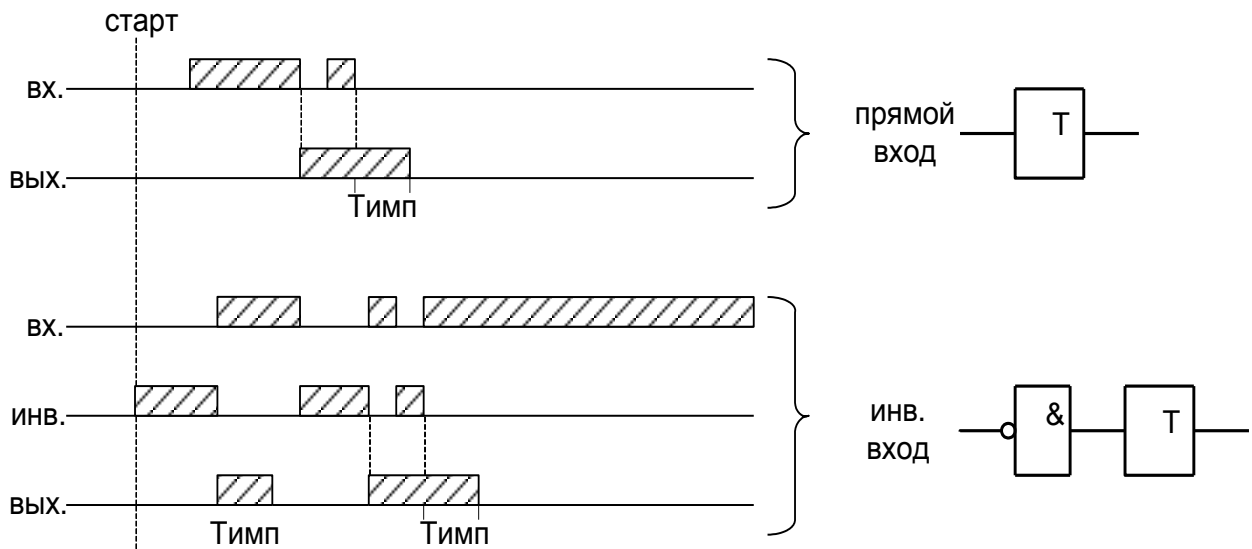 старт
вх.
вых.
Тимп
прямой
вход
T
вх.
инв.
вых.
Тимп
Тимп
инв.
вход
&
T